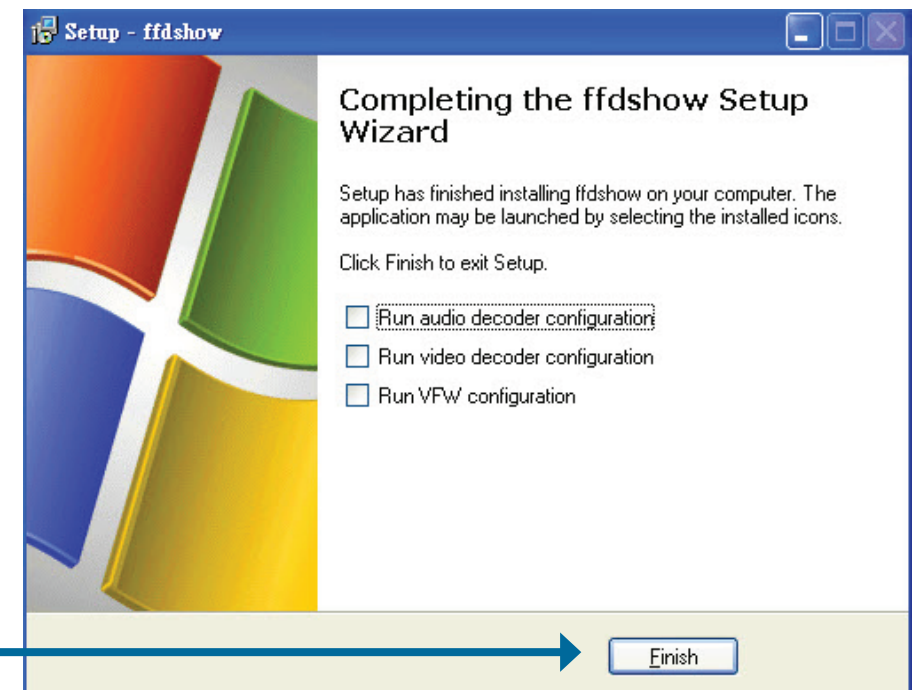 Setup - ffdshow
Completing the ffdshow Setup
Wizard
Setup has finished installing ffdshow on your computer. The
application may be launched by selecting the installed icons.
Click Finish to exit Setup.
Run audio decoder configuration
Run video decoder configuration
Run VFW configuration
Finish